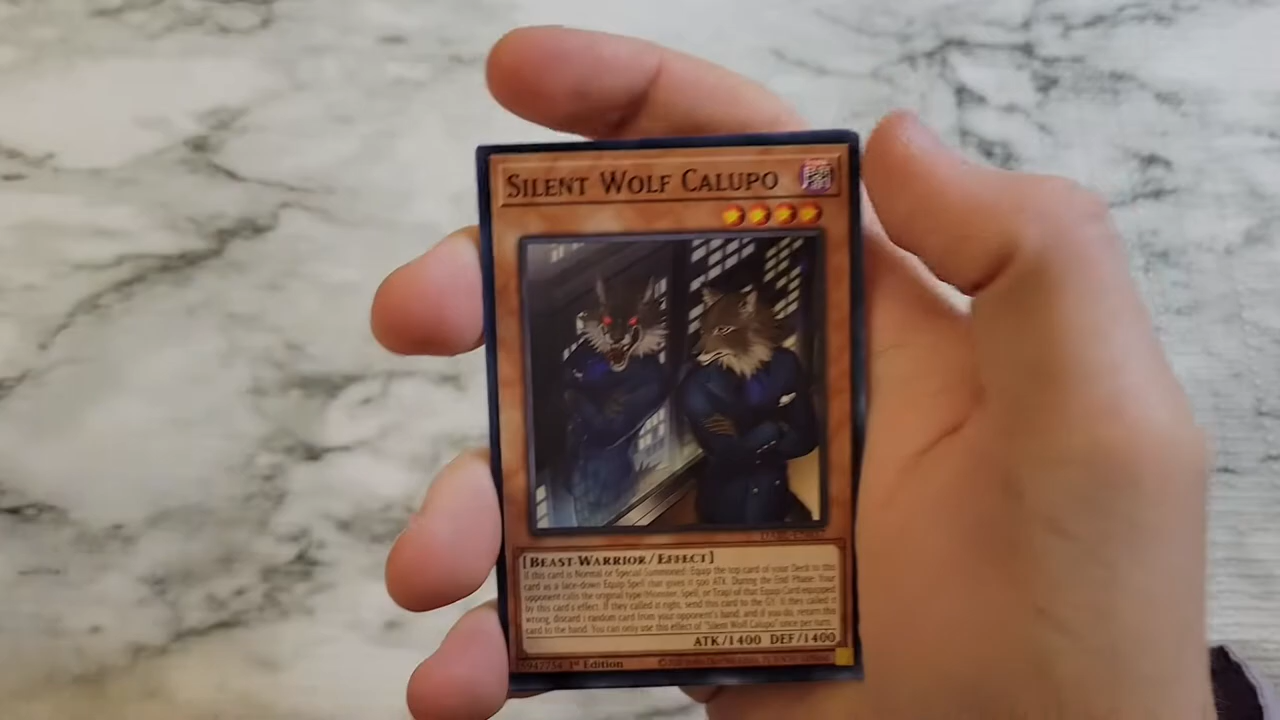 SILENT WOLF CALUPO
[BEAST-WARRIOR/EFFECT]
If this card is Normal or Special Summoned: Equip the top card of your Deck to this
card as a face-down Equip Spell that gives it 500 ATK. During the End Phase: Your
opponent calls the original type (Monster, Spell, or Trap) of that Equip Card equipped
by this card's effect. If they called it right, send this card to the GY. If they called it
wrong, discard 1 random card from your opponent's hand, and if you do, return this
card to the hand. You can only use this effect of "Silent Wolf Calupo" once per turn.
ATK/1400 DEF/1400
1st Edition